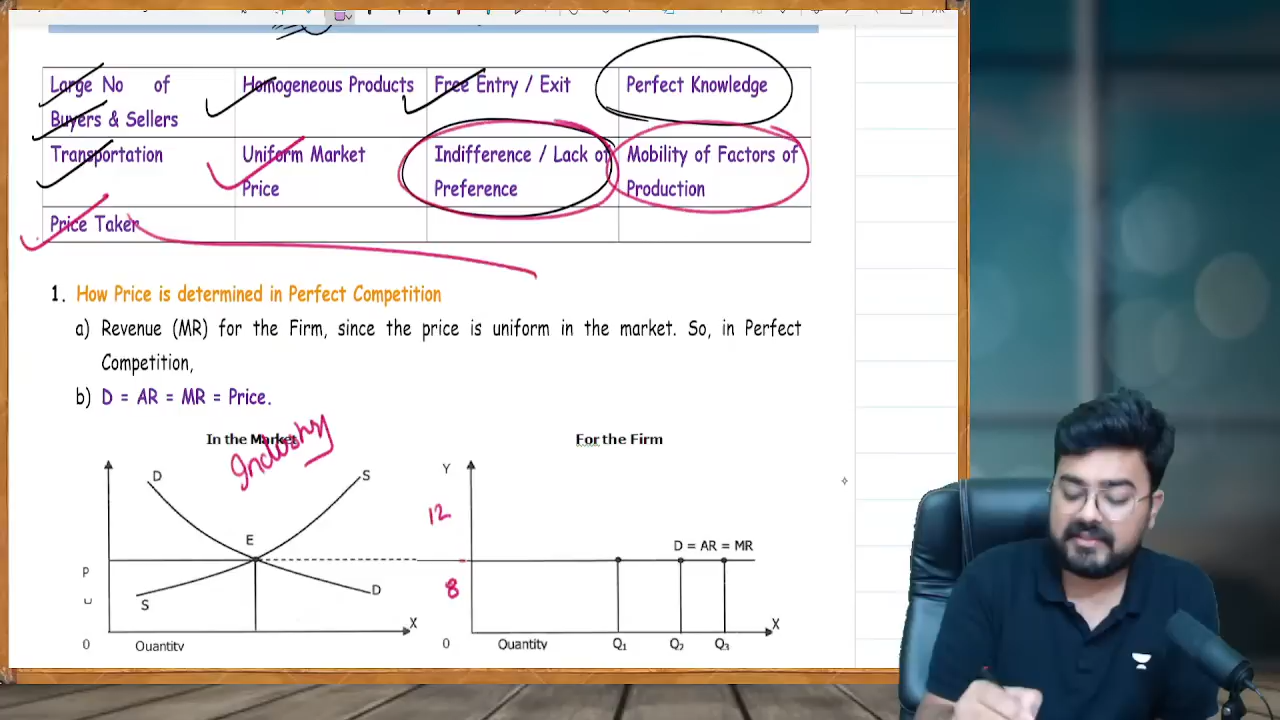 Large No of Buyers & Sellers
Homogeneous Products
Free Entry / Exit
Perfect Knowledge
Transportation
Uniform Market Price
Indifference / Lack of Preference
Mobility of Factors of Production
Price Taker
1. How Price is determined in Perfect Competition
a) Revenue (MR) for the Firm, since the price is uniform in the market. So, in Perfect
Competition,
b) D = AR = MR = Price.
In the Market
Industry
D
S
E
P
S
D
X
0
Quantity
For the Firm
Y
12
D = AR = MR
8
X
0
Quantity
Q1
Q2
Q3